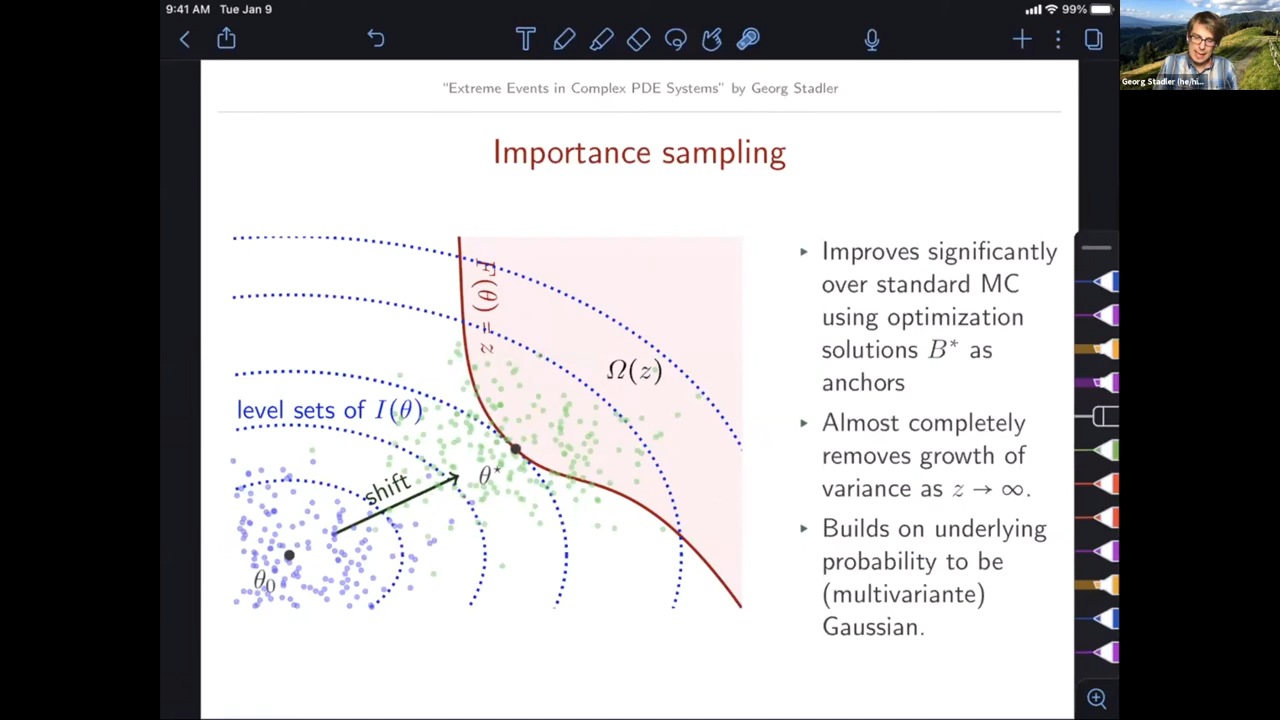 9:41 AM Tue Jan 9
99%
Georg Stadler (he/hi...
"Extreme Events in Complex PDE Systems" by Georg Stadler
Importance sampling
F(θ) = z
Ω(z)
level sets of I(θ)
shift
θ*
θ₀
▸ Improves significantly
over standard MC
using optimization
solutions B* as
anchors
▸ Almost completely
removes growth of
variance as z → ∞.
▸ Builds on underlying
probability to be
(multivariante)
Gaussian.